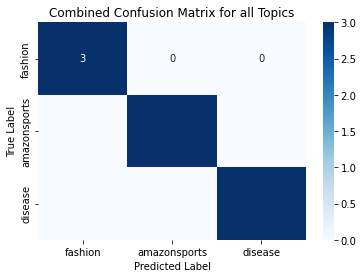 Combined Confusion Matrix for all Topics
True Label
fashion
amazonsports
disease
3 0 0
3.0
2.5
2.0
1.5
1.0
0.5
0.0
fashion amazonsports disease
Predicted Label